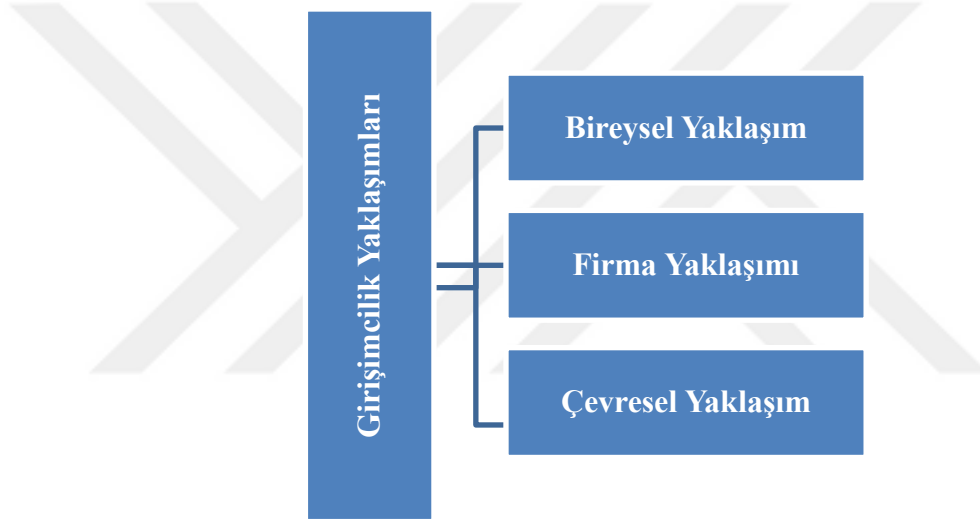 Girişimcilik Yaklaşımları
Bireysel Yaklaşım
Firma Yaklaşımı
Çevresel Yaklaşım